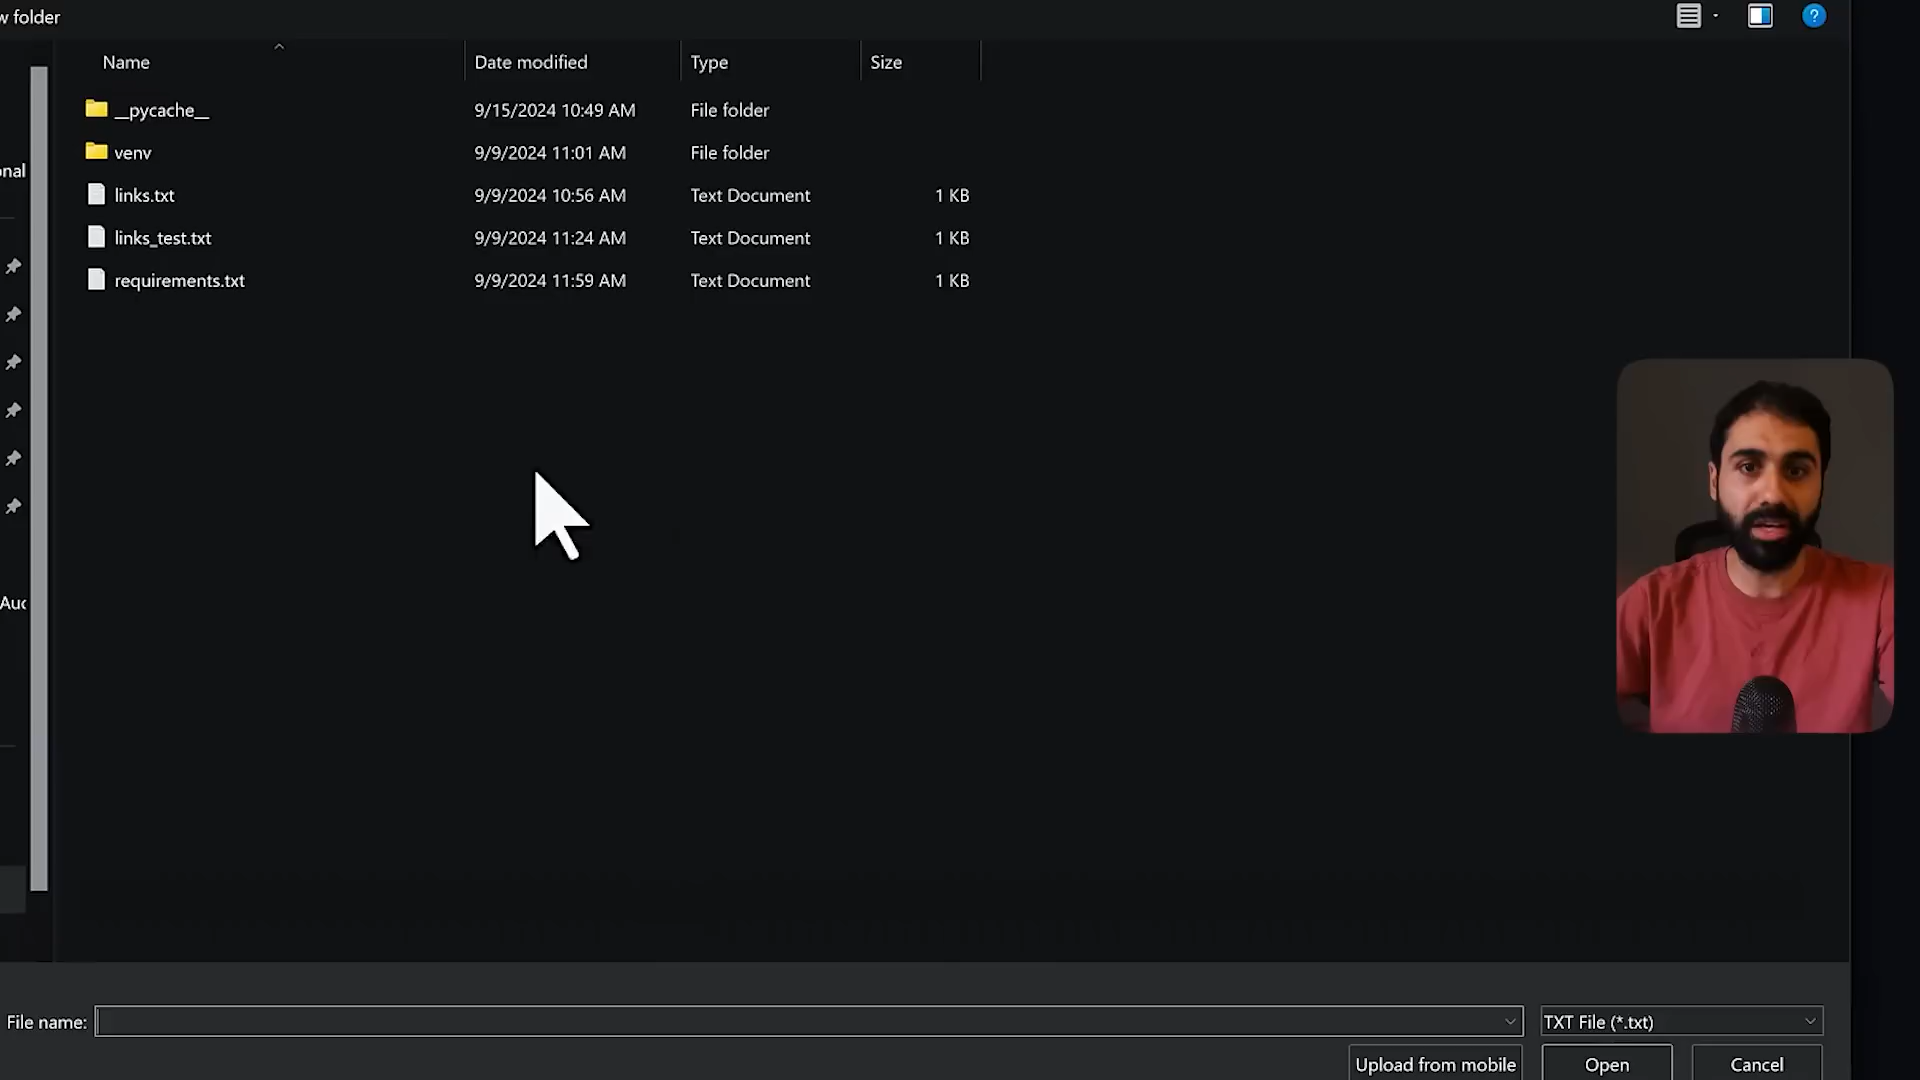 w folder
Name Date modified Type Size
__pycache__ 9/15/2024 10:49 AM File folder
venv 9/9/2024 11:01 AM File folder
links.txt 9/9/2024 10:56 AM Text Document 1 KB
links_test.txt 9/9/2024 11:24 AM Text Document 1 KB
requirements.txt 9/9/2024 11:59 AM Text Document 1 KB
onal
Auc
File name: TXT File (*.txt)
Upload from mobile Open Cancel